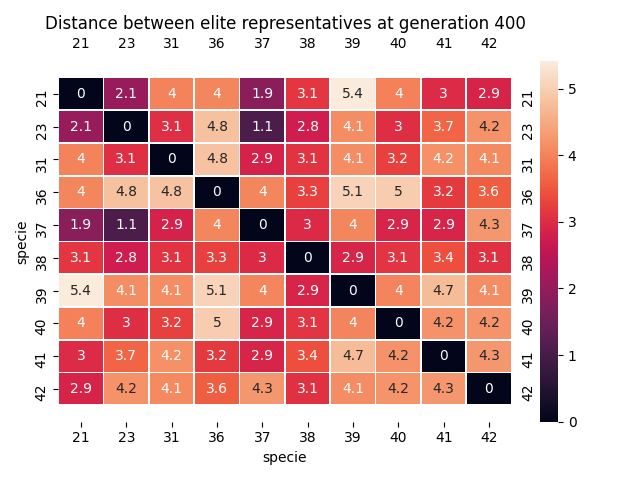 Distance between elite representatives at generation 400
21 23 31 36 37 38 39 40 41 42
21 0 2.1 4 4 1.9 3.1 5.4 4 3 2.9 21
23 2.1 0 3.1 4.8 1.1 2.8 4.1 3 3.7 4.2 23
31 4 3.1 0 4.8 2.9 3.1 4.1 3.2 4.2 4.1 31
36 4 4.8 4.8 0 4 3.3 5.1 5 3.2 3.6 36
37 1.9 1.1 2.9 4 0 3 4 2.9 2.9 4.3 37
38 3.1 2.8 3.1 3.3 3 0 2.9 3.1 3.4 3.1 38
39 5.4 4.1 4.1 5.1 4 2.9 0 4 4.7 4.1 39
40 4 3 3.2 5 2.9 3.1 4 0 4.2 4.2 40
41 3 3.7 4.2 3.2 2.9 3.4 4.7 4.2 0 4.3 41
42 2.9 4.2 4.1 3.6 4.3 3.1 4.1 4.2 4.3 0 42
21 23 31 36 37 38 39 40 41 42
specie
specie
5
4
3
2
1
0